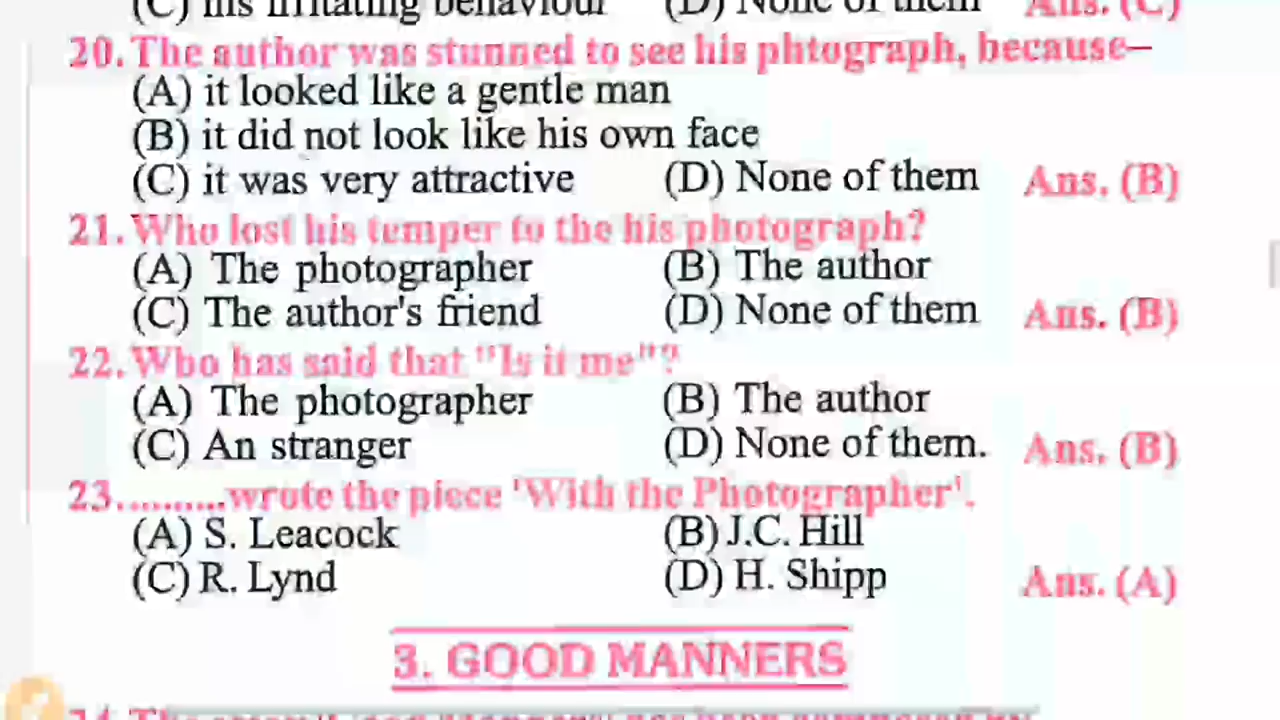 (C) his irritating behaviour (D) None of them Ans. (C)
20. The author was stunned to see his phtograph, because–
(A) it looked like a gentle man
(B) it did not look like his own face
(C) it was very attractive (D) None of them Ans. (B)
21. Who lost his temper to the his photograph?
(A) The photographer (B) The author
(C) The author's friend (D) None of them Ans. (B)
22. Who has said that "Is it me"?
(A) The photographer (B) The author
(C) An stranger (D) None of them. Ans. (B)
23...........wrote the piece 'With the Photographer'.
(A) S. Leacock (B) J.C. Hill
(C) R. Lynd (D) H. Shipp Ans. (A)
3. GOOD MANNERS